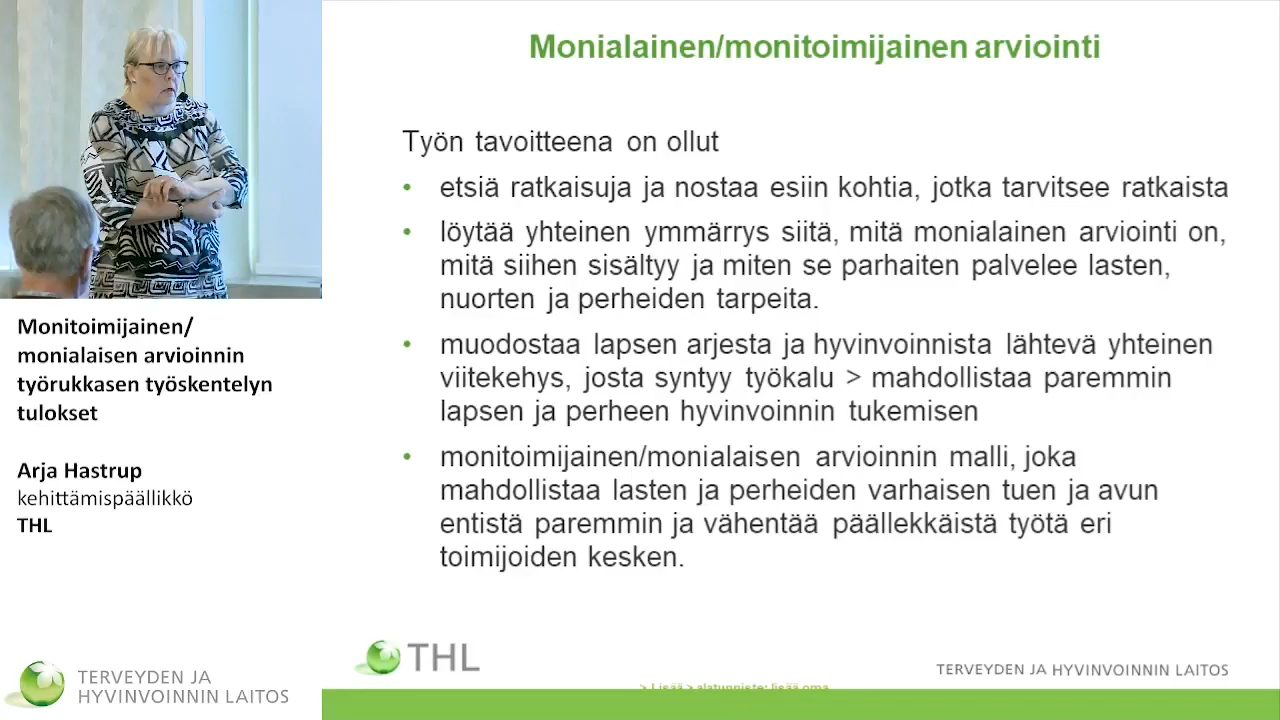 Monialainen/monitoimijainen arviointi
Työn tavoitteena on ollut
• etsiä ratkaisuja ja nostaa esiin kohtia, jotka tarvitsee ratkaista
• löytää yhteinen ymmärrys siitä, mitä monialainen arviointi on,
mitä siihen sisältyy ja miten se parhaiten palvelee lasten,
nuorten ja perheiden tarpeita.
• muodostaa lapsen arjesta ja hyvinvoinnista lähtevä yhteinen
viitekehys, josta syntyy työkalu > mahdollistaa paremmin
lapsen ja perheen hyvinvoinnin tukemisen
• monitoimijainen/monialaisen arvioinnin malli, joka
mahdollistaa lasten ja perheiden varhaisen tuen ja avun
entistä paremmin ja vähentää päällekkäistä työtä eri
toimijoiden kesken.
Monitoimijainen/
monialaisen arvioinnin
työrukkasen työskentelyn
tulokset
Arja Hastrup
kehittämispäällikkö
THL
TERVEYDEN JA
HYVINVOINNIN LAITOS
THL
TERVEYDEN JA HYVINVOINNIN LAITOS
> Lisää > alatunniste: lisää oma